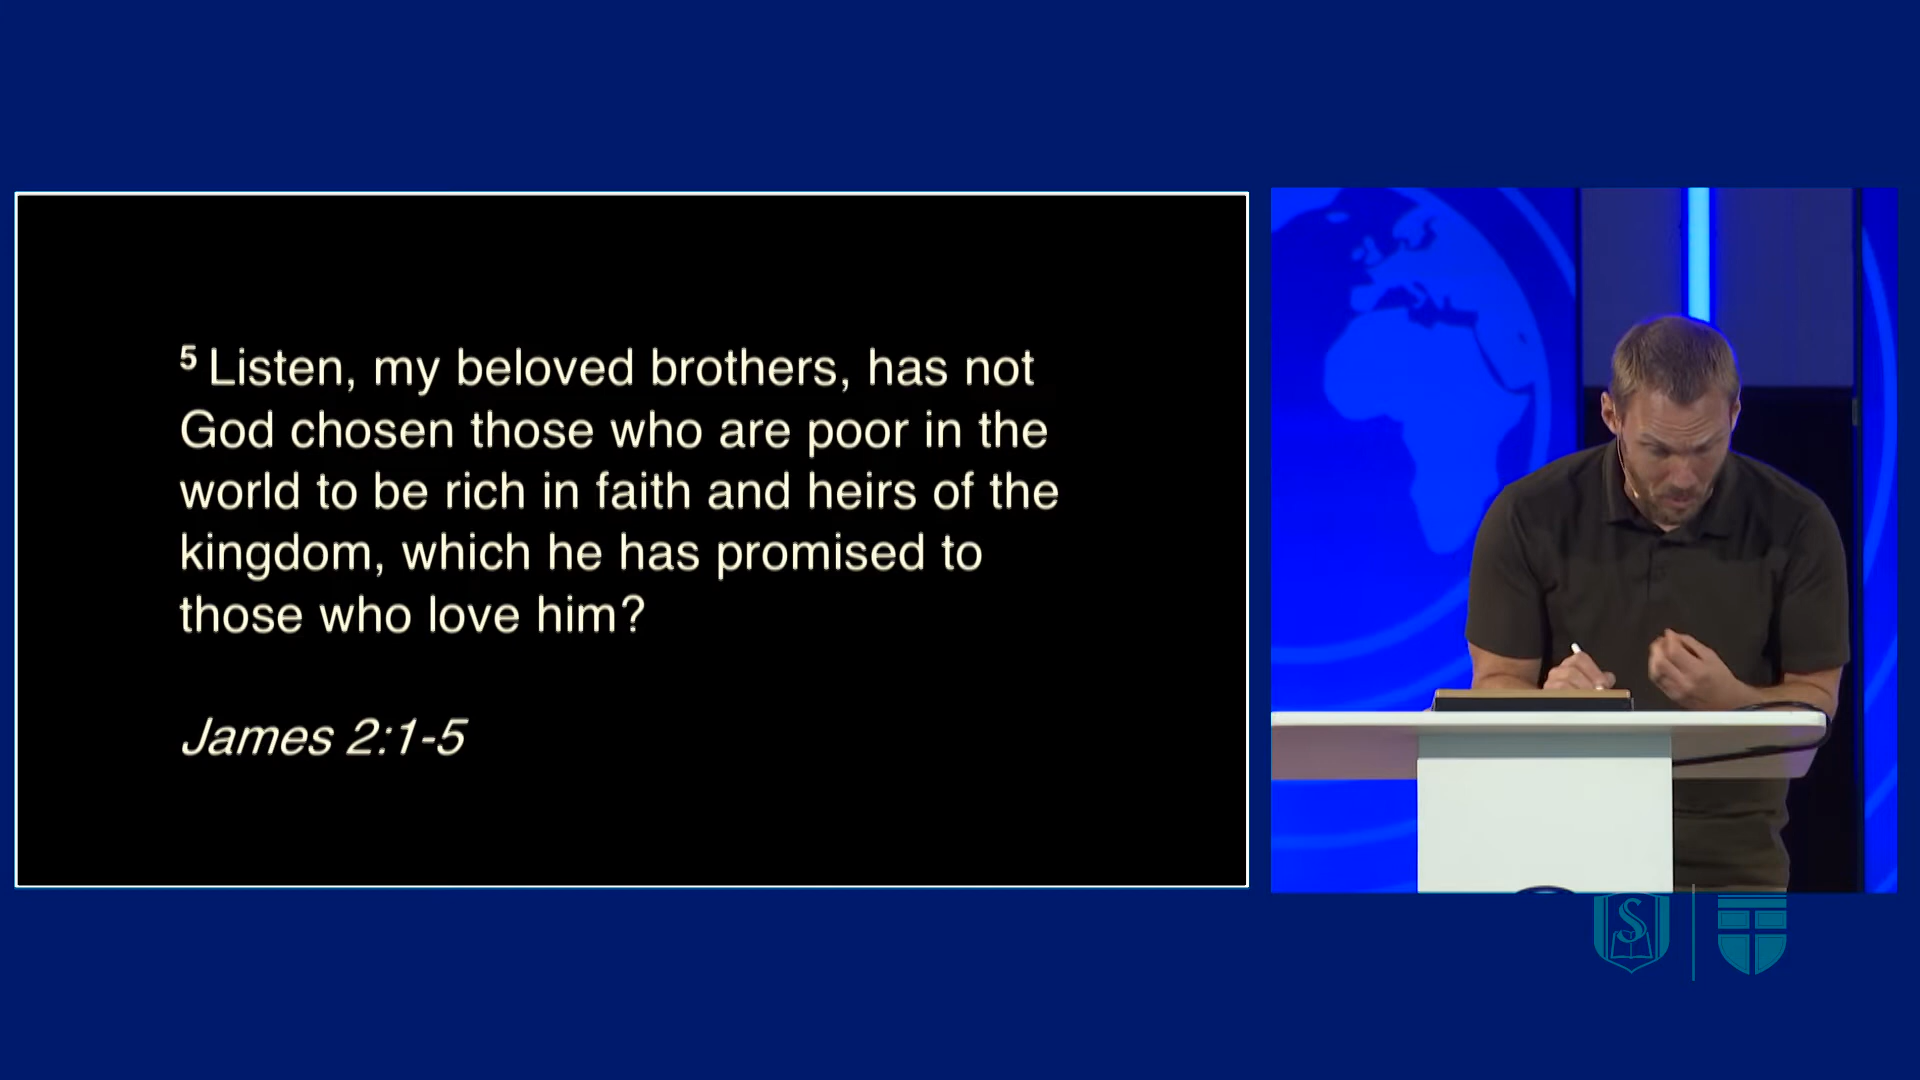 5 Listen, my beloved brothers, has not
God chosen those who are poor in the
world to be rich in faith and heirs of the
kingdom, which he has promised to
those who love him?
James 2:1-5
S